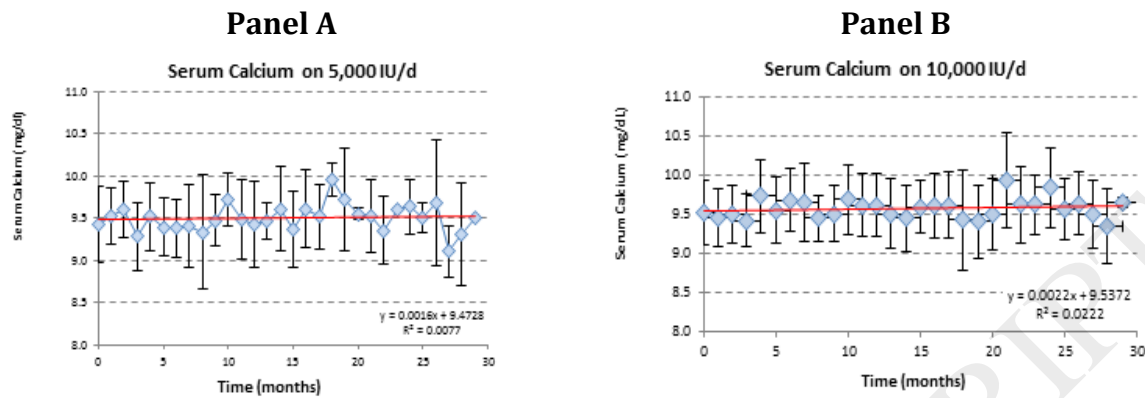 Panel A
Serum Calcium on 5,000 IU/d
Serum Calcium (mg/dl)
11.0
10.5
10.0
9.5
9.0
8.5
8.0
y = 0.0016x + 9.4728
R² = 0.0077
0 5 10 15 20 25 30
Time (months)
Panel B
Serum Calcium on 10,000 IU/d
Serum Calcium (mg/dL)
11.0
10.5
10.0
9.5
9.0
8.5
8.0
y = 0.0022x + 9.5372
R² = 0.0222
0 5 10 15 20 25 30
Time (months)